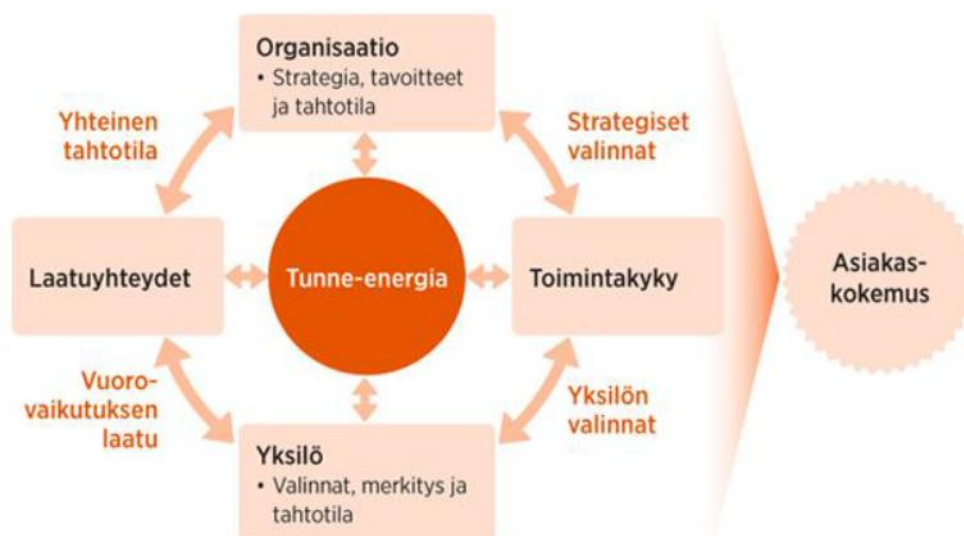 Organisaatio
• Strategia, tavoitteet
ja tahtotila
Yhteinen
tahtotila
Strategiset
valinnat
Laatuyhteydet
Tunne-energia
Toimintakyky
Asiakas-
kokemus
Vuoro-
vaikutuksen
laatu
Yksilön
valinnat
Yksilö
• Valinnat, merkitys ja
tahtotila